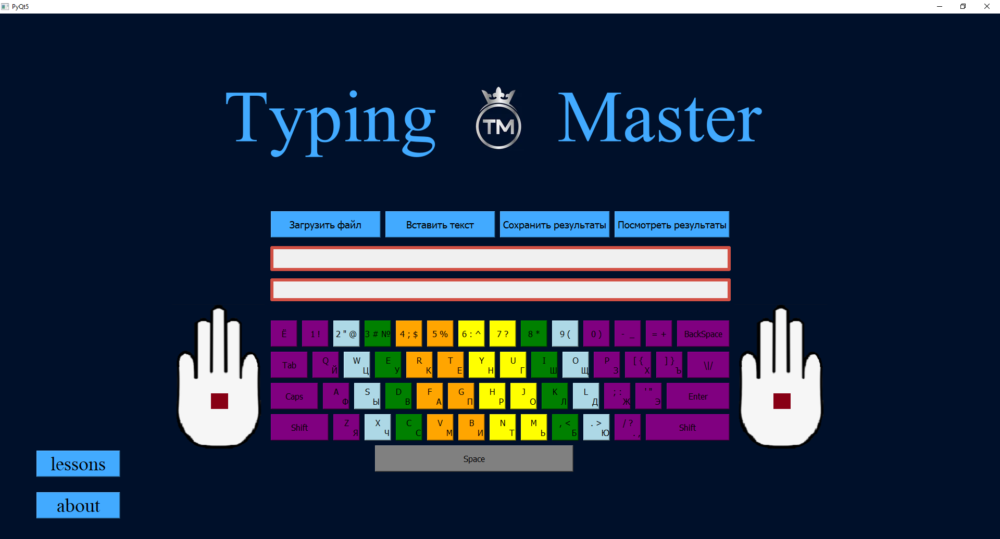 PyQt5
Typing TM Master
Загрузить файл Вставить текст Сохранить результаты Посмотреть результаты
Ё 1 ! 2 " @ 3 # № 4 ; $ 5 % 6 : ^ 7 ? 8 * 9 ( 0 ) - _ = + BackSpace
Tab Q Й W Ц E У R К T Е Y Н U Г I Ш O Щ P З [ { Х ] } Ъ \|/
Caps A Ф S Ы D В F А G П H Р J О K Л L Д ; : Ж ' " Э Enter
Shift Z Я X Ч C С V М B И N Т M Ь , < Б . > Ю / ? . , Shift
Space
lessons
about